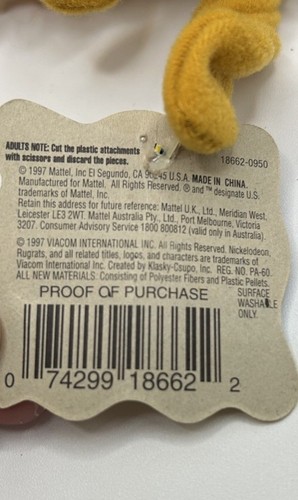 ADULTS NOTE: Cut the plastic attachments
with scissors and discard the pieces.
18662-0950
© 1997 Mattel, Inc El Segundo, CA 90245 U.S.A. MADE IN CHINA.
Manufactured for Mattel. All Rights Reserved. ® and ™ designate U.S.
trademarks of Mattel, Inc.
Retain this address for future reference: Mattel U.K., Ltd., Meridian West,
Leicester LE3 2WT. Mattel Australia Pty., Ltd., Port Melbourne, Victoria
3207. Consumer Advisory Service 1800 800812 (valid only in Australia).
© 1997 VIACOM INTERNATIONAL INC. All Rights Reserved. Nickelodeon,
Rugrats, and all related titles, logos, and characters are trademarks of
Viacom International Inc. Created by Klasky-Csupo, Inc. REG. NO. PA-60.
ALL NEW MATERIALS: Consisting of Polyester Fibers and Plastic Pellets.
PROOF OF PURCHASE
SURFACE
WASHABLE
ONLY.
0 74299 18662 2